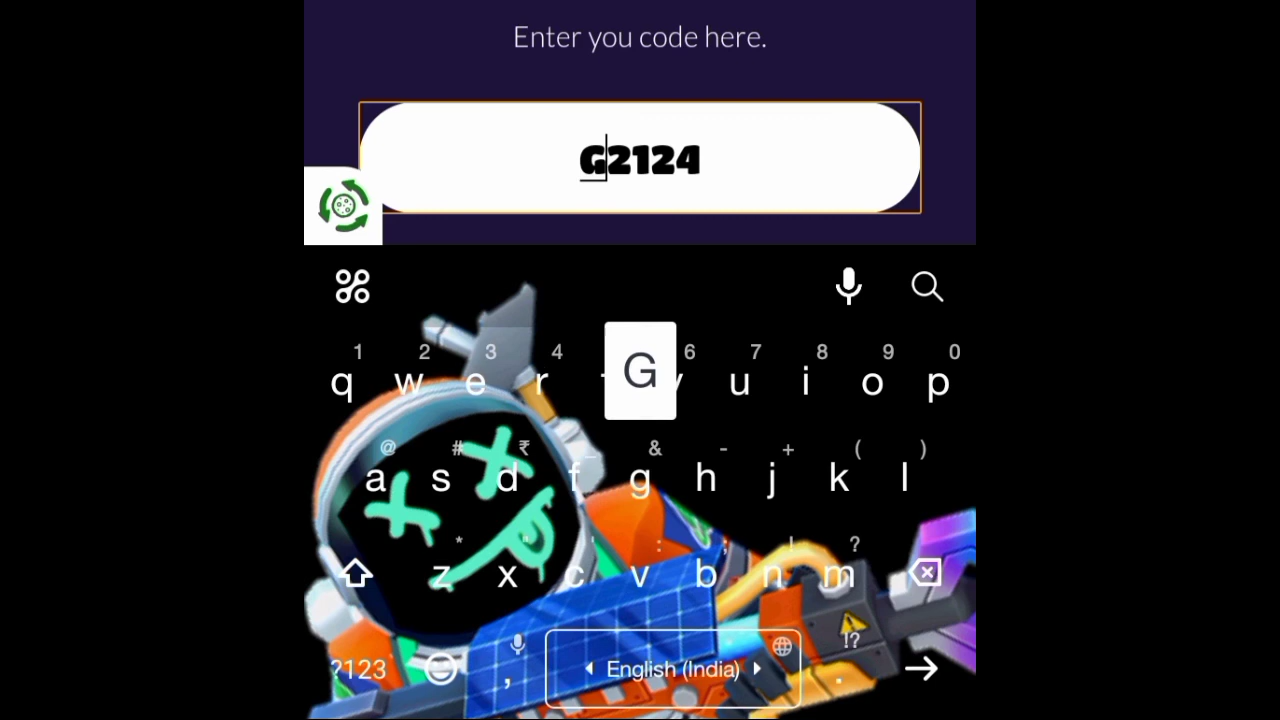 Enter you code here.
G2124
G
1 2 3 4 6 7 8 9 0
q w e r u i o p
@ # ₹ _ & - + ( )
a s d f g h j k l
* " ' : ; ! ?
z x c v b n m
?123 , English (India) . !?